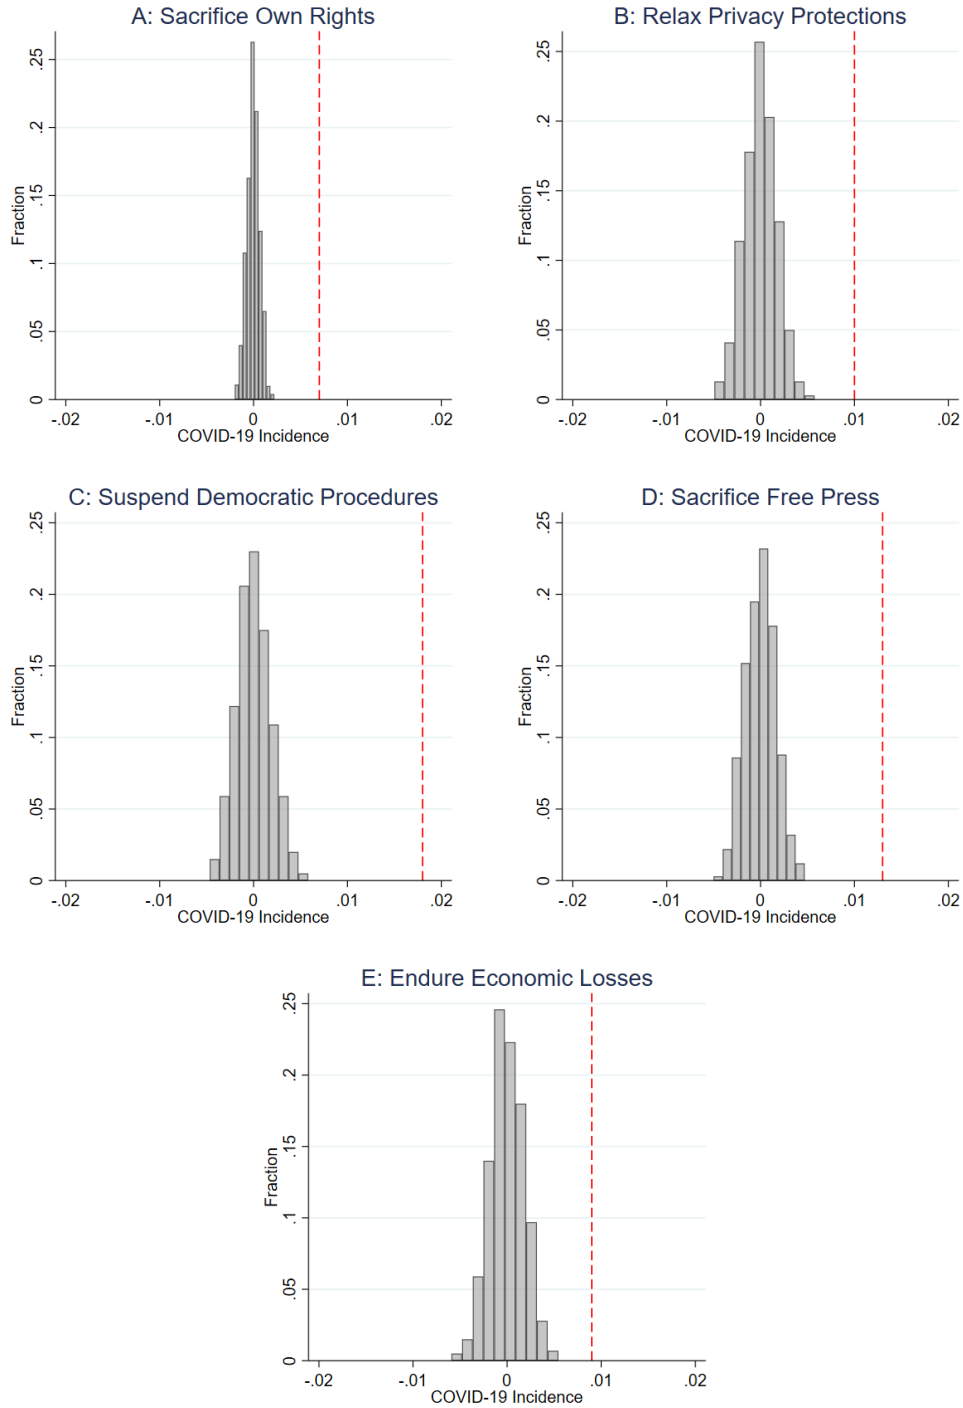 A: Sacrifice Own Rights
Fraction
0 .05 .1 .15 .2 .25
-.02 -.01 0 .01 .02
COVID-19 Incidence
B: Relax Privacy Protections
Fraction
0 .05 .1 .15 .2 .25
-.02 -.01 0 .01 .02
COVID-19 Incidence
C: Suspend Democratic Procedures
Fraction
0 .05 .1 .15 .2 .25
-.02 -.01 0 .01 .02
COVID-19 Incidence
D: Sacrifice Free Press
Fraction
0 .05 .1 .15 .2 .25
-.02 -.01 0 .01 .02
COVID-19 Incidence
E: Endure Economic Losses
Fraction
0 .05 .1 .15 .2 .25
-.02 -.01 0 .01 .02
COVID-19 Incidence